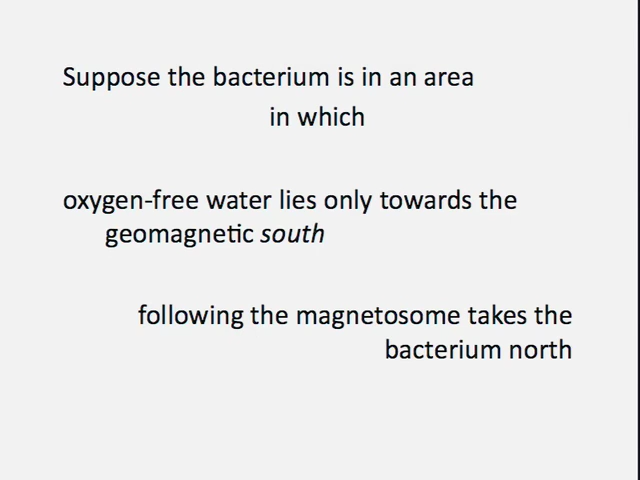 Suppose the bacterium is in an area
in which
oxygen-free water lies only towards the
geomagnetic south
following the magnetosome takes the
bacterium north